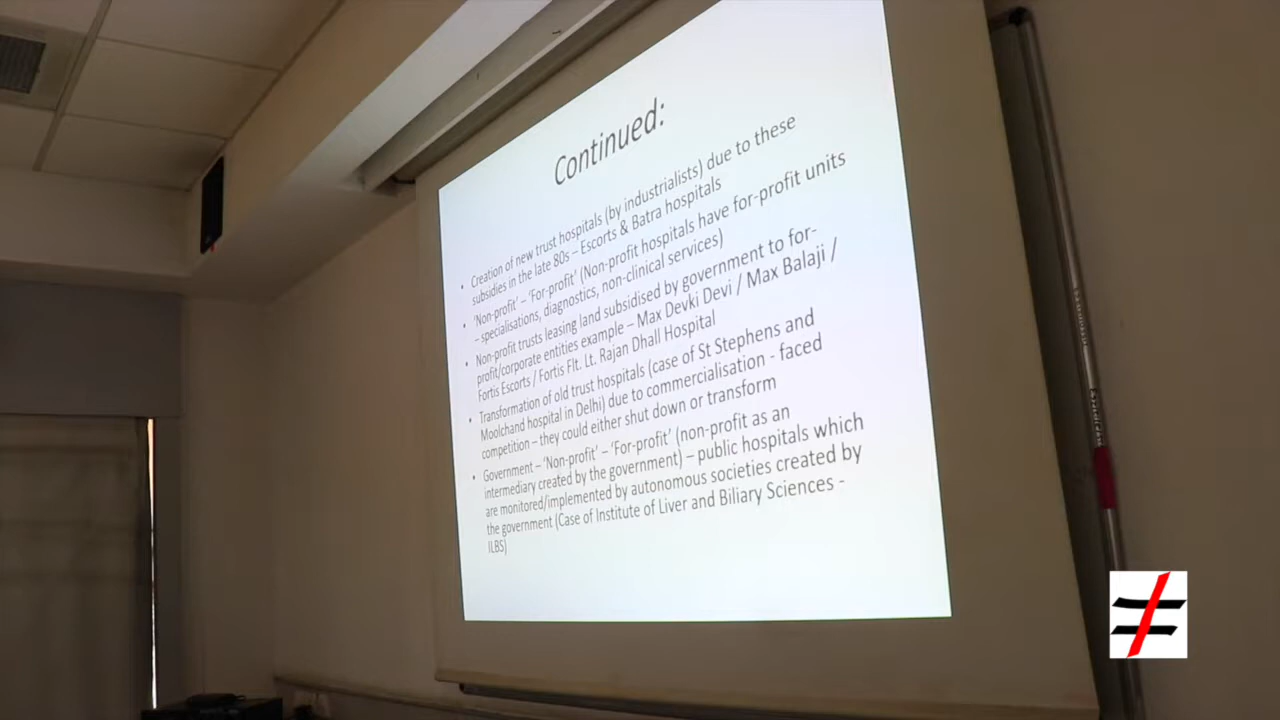 Continued:
• Creation of new trust hospitals (by industrialists) due to these
subsidies in the late 80s – Escorts & Batra hospitals
• 'Non-profit' – 'For-profit' (Non-profit hospitals have for-profit units
– specialisations, diagnostics, non-clinical services)
• Non-profit trusts leasing land subsidised by government to for-
profit/corporate entities example – Max Devki Devi / Max Balaji /
Fortis Escorts / Fortis Flt. Lt. Rajan Dhall Hospital
• Transformation of old trust hospitals (case of St Stephens and
Moolchand hospital in Delhi) due to commercialisation - faced
competition – they could either shut down or transform
• Government – 'Non-profit' – 'For-profit' (non-profit as an
intermediary created by the government) – public hospitals which
are monitored/implemented by autonomous societies created by
the government (Case of Institute of Liver and Biliary Sciences -
ILBS)